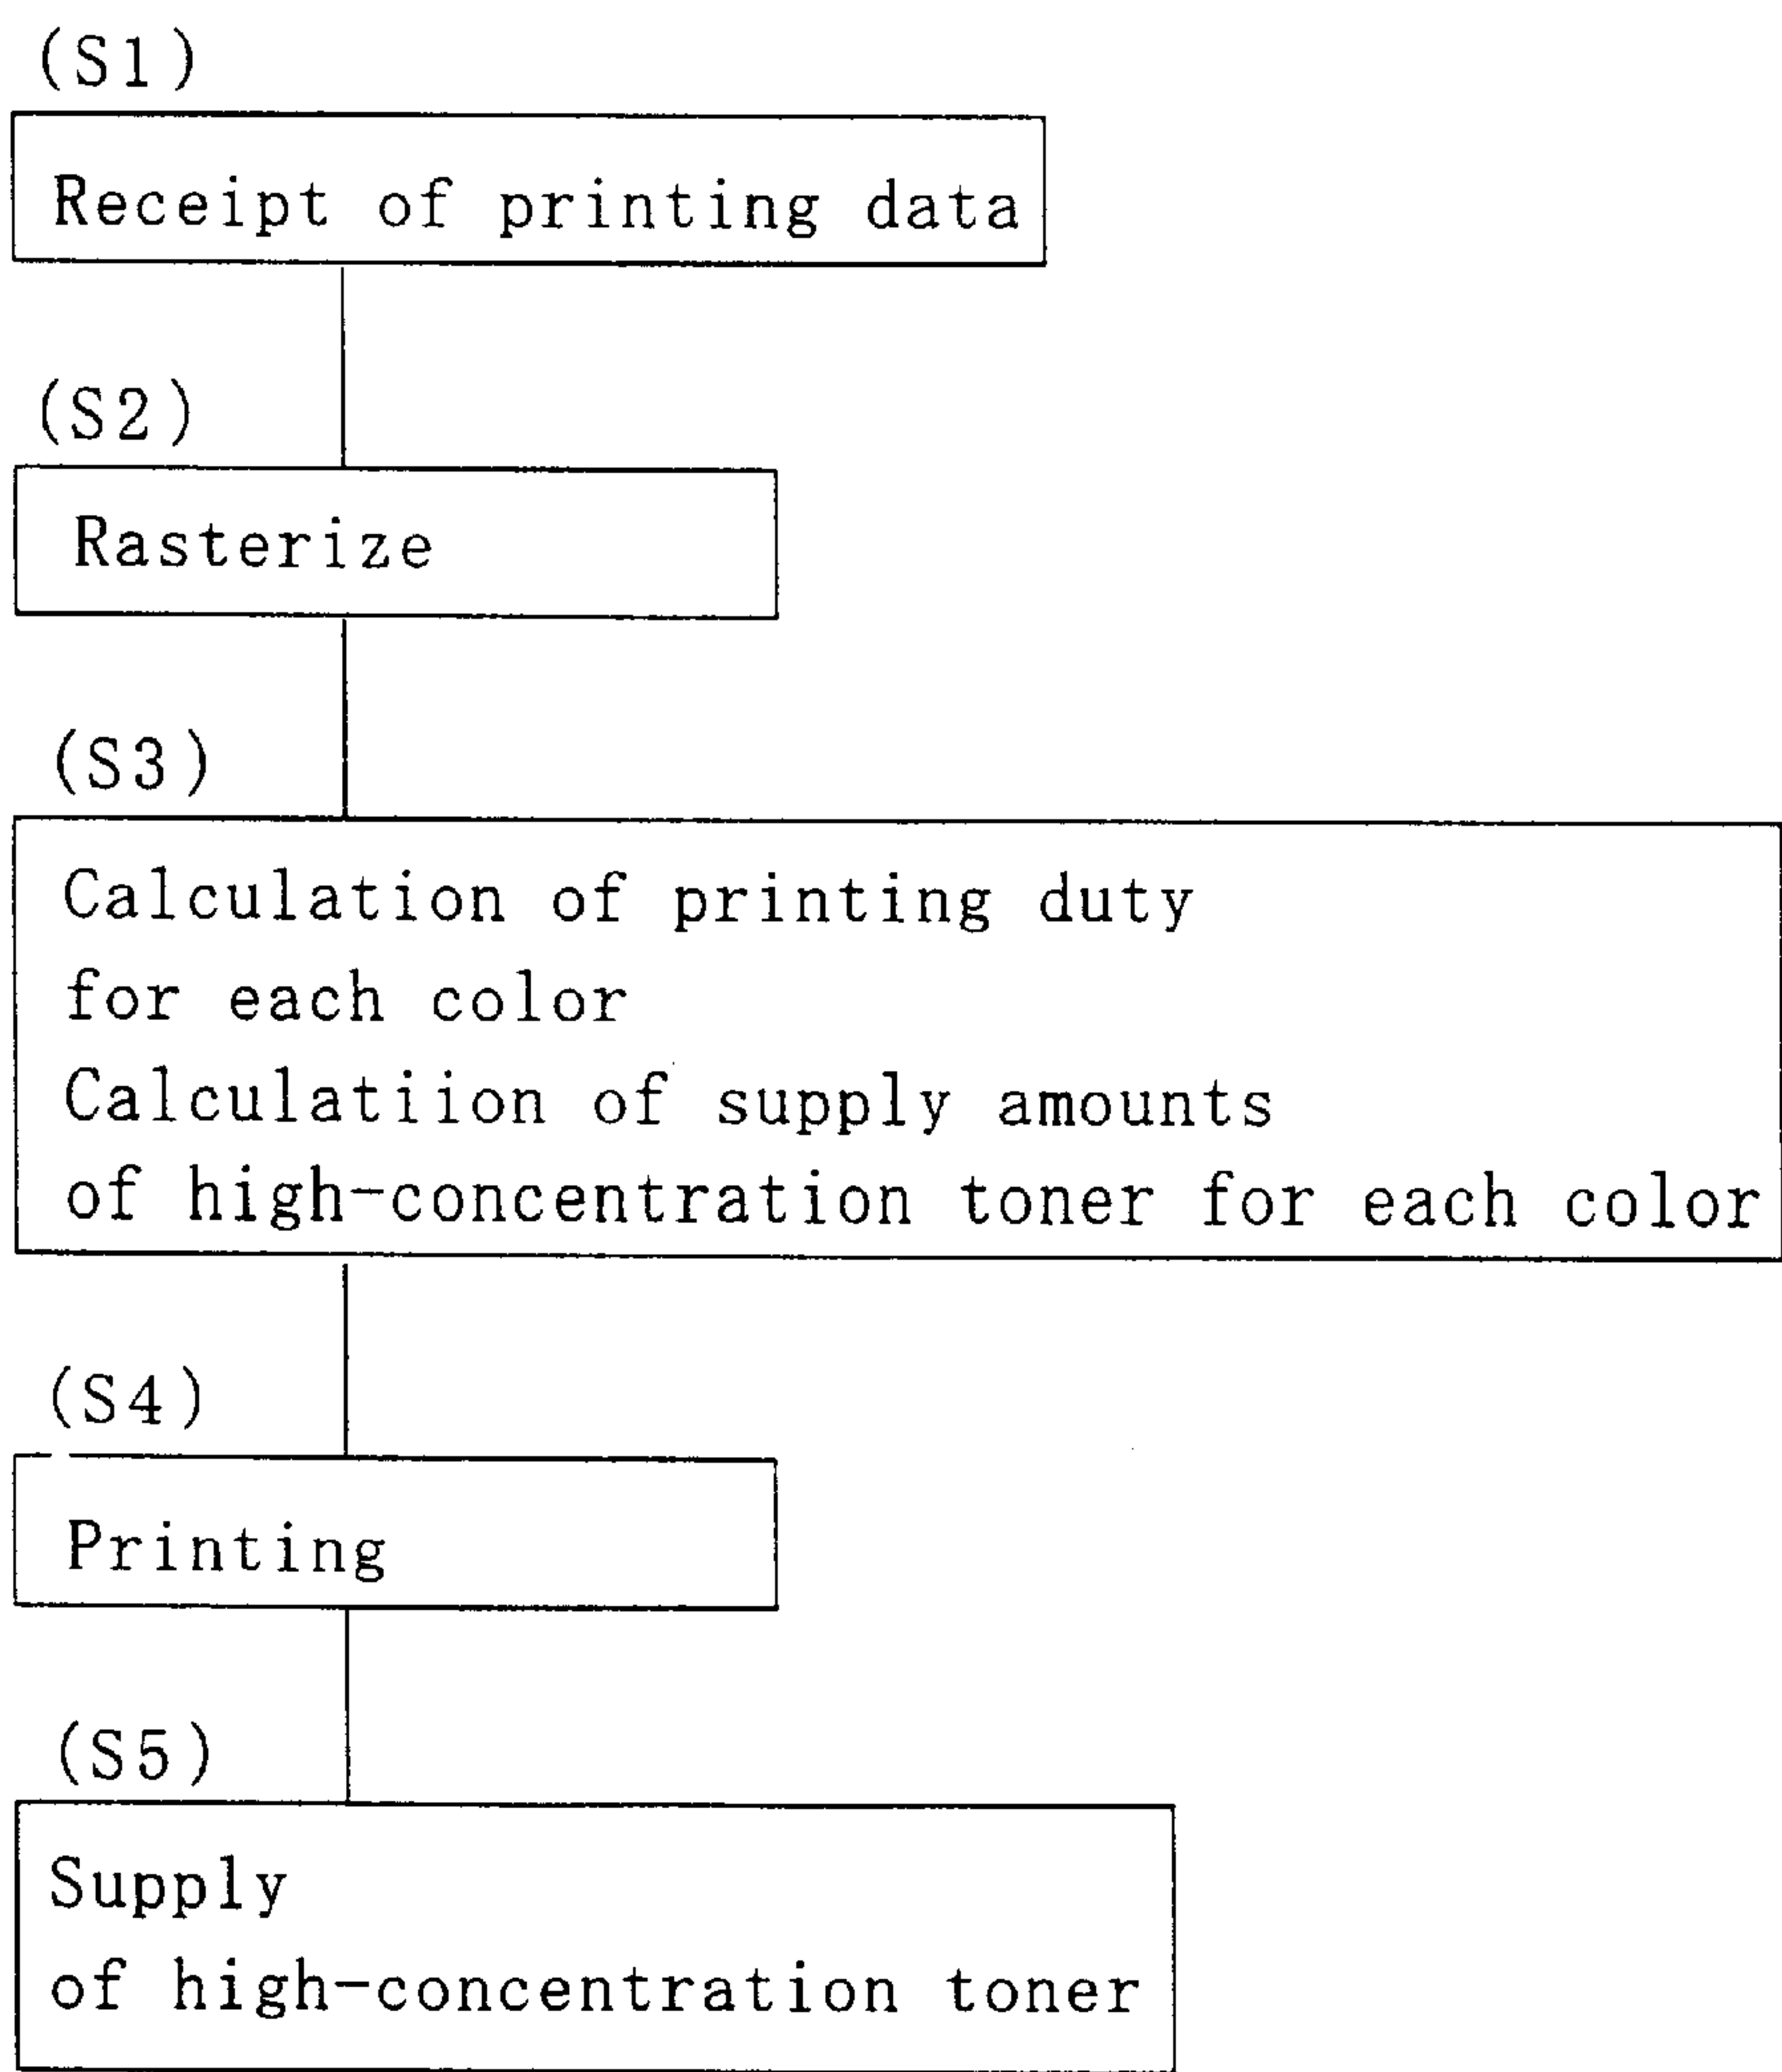 (S1)
Receipt of printing data
(S2)
Rasterize
(S3)
Calculation of printing duty
for each color
Calculatiion of supply amounts
of high-concentration toner for each color
(S4)
Printing
(S5)
Supply
of high-concentration toner